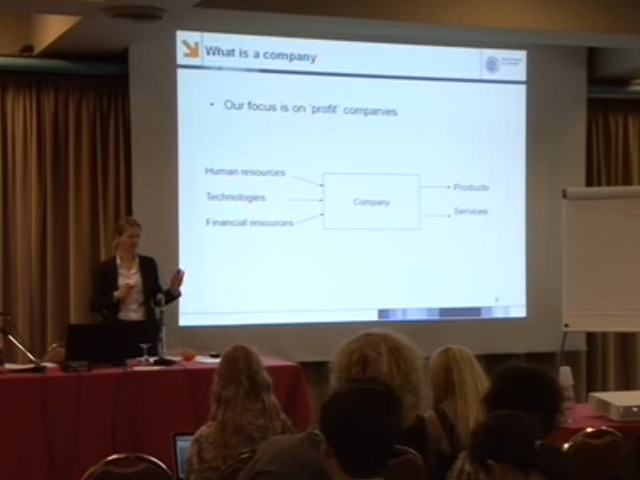 What is a company
• Our focus is on 'profit' companies
Human resources
Technologies
Financial resources
Company
Products
Services